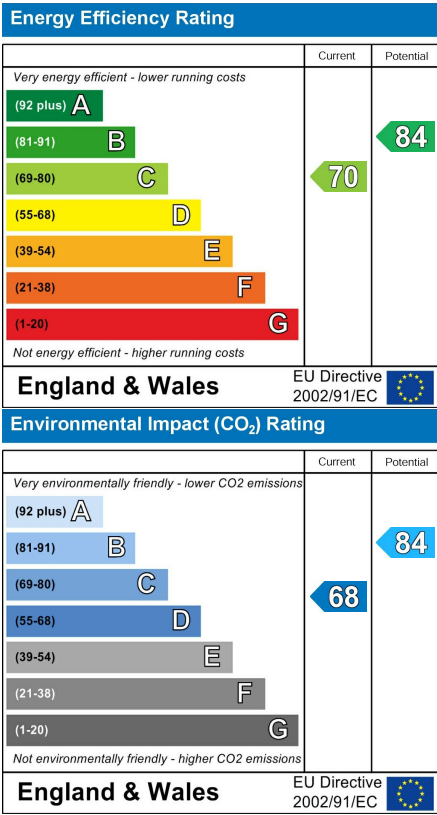 Energy Efficiency Rating
Current Potential
Very energy efficient - lower running costs
(92 plus) A
(81-91) B
84
(69-80) C
70
(55-68) D
(39-54) E
(21-38) F
(1-20) G
Not energy efficient - higher running costs
England & Wales
EU Directive
2002/91/EC
Environmental Impact (CO₂) Rating
Current Potential
Very environmentally friendly - lower CO2 emissions
(92 plus) A
(81-91) B
84
(69-80) C
68
(55-68) D
(39-54) E
(21-38) F
(1-20) G
Not environmentally friendly - higher CO2 emissions
England & Wales
EU Directive
2002/91/EC